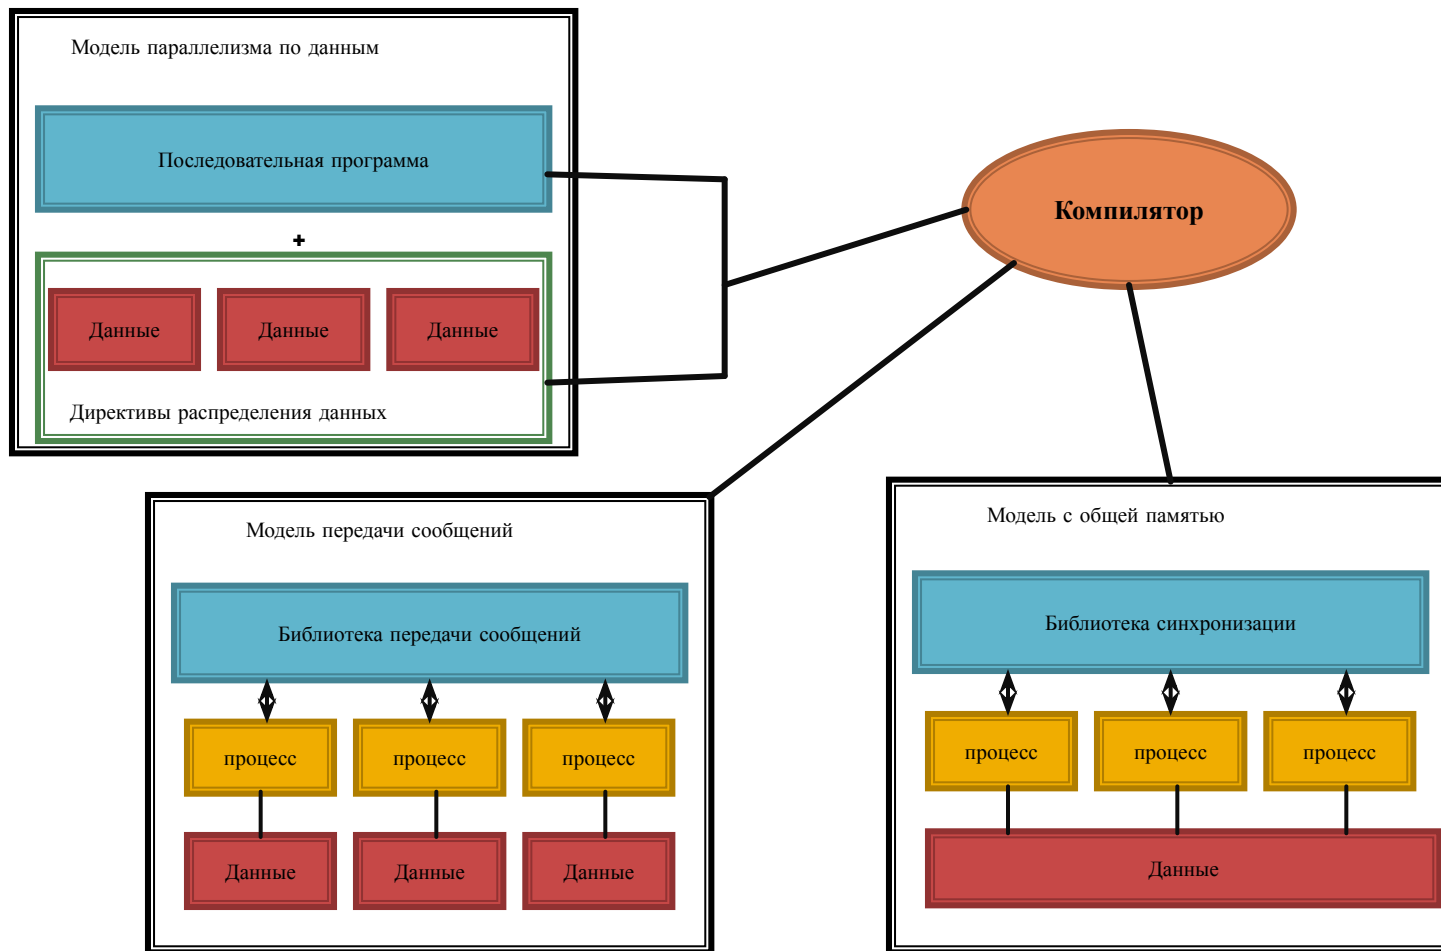 Модель параллелизма по данным
Последовательная программа
+
Данные
Данные
Данные
Директивы распределения данных
Компилятор
Модель передачи сообщений
Библиотека передачи сообщений
процесс
процесс
процесс
Данные
Данные
Данные
Модель с общей памятью
Библиотека синхронизации
процесс
процесс
процесс
Данные